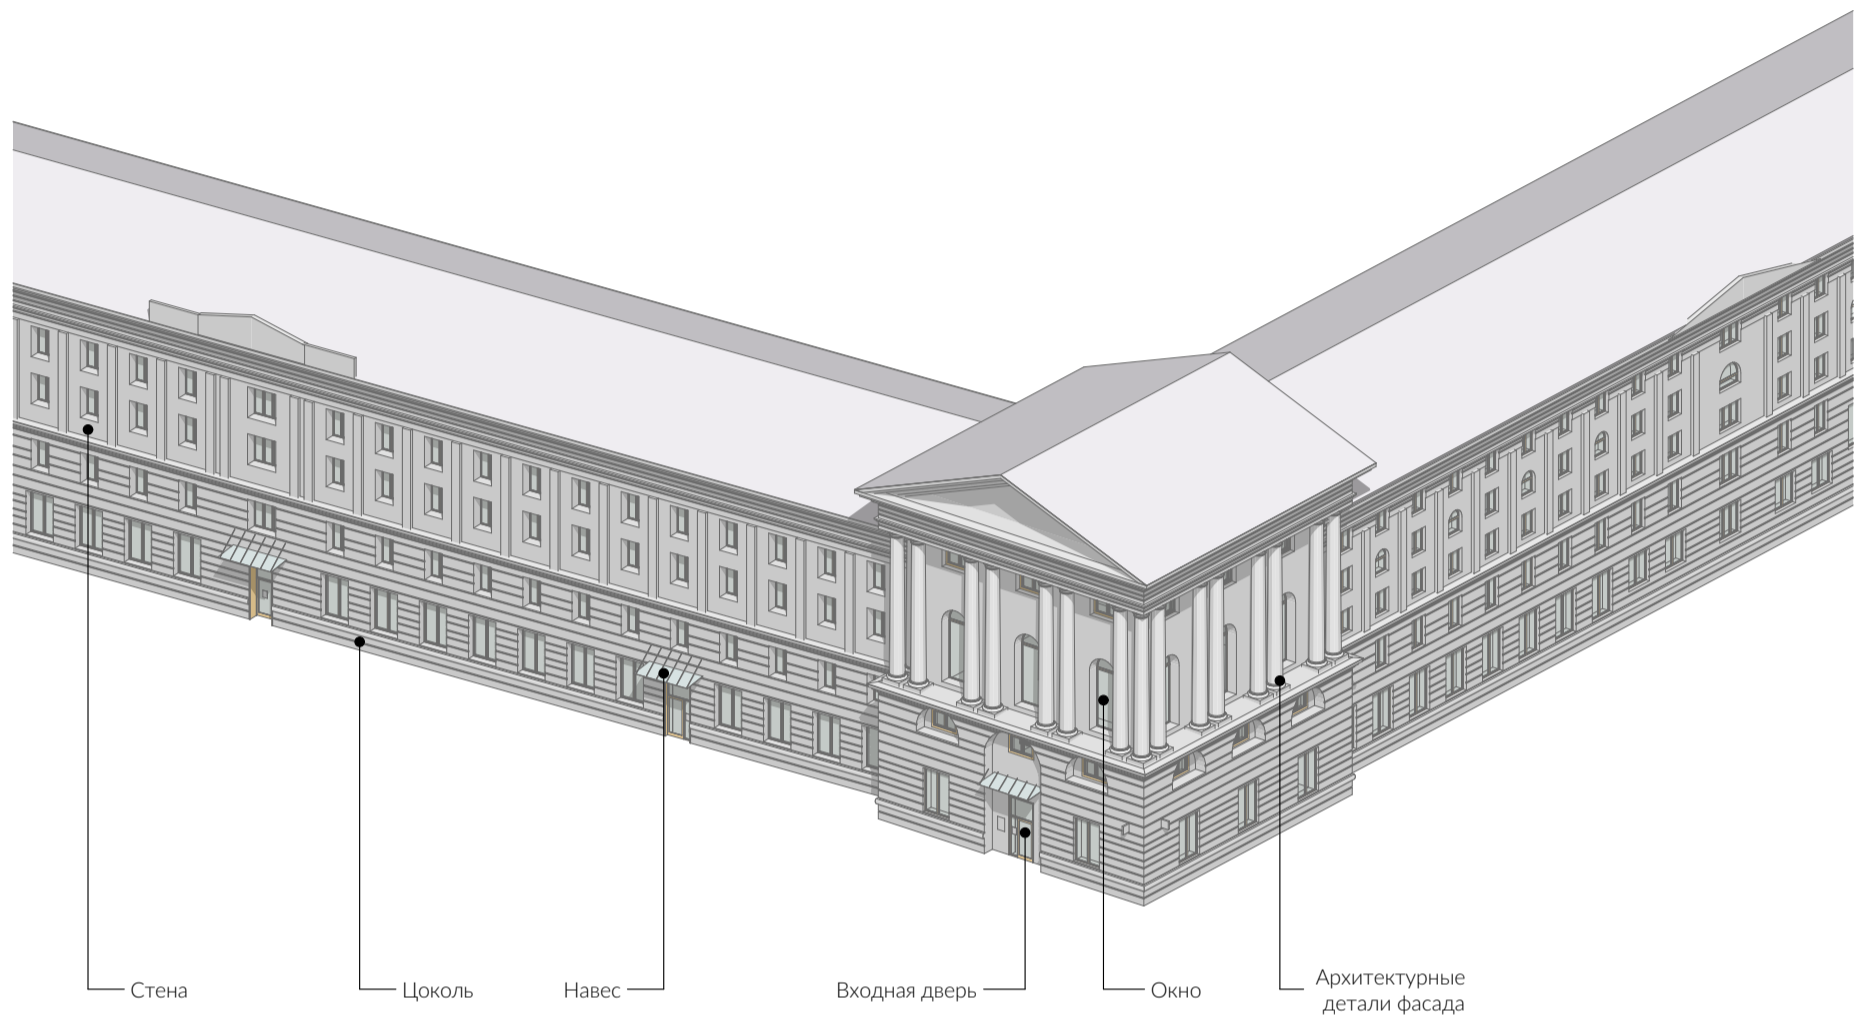 Стена
Цоколь
Навес
Входная дверь
Окно
Архитектурные
детали фасада